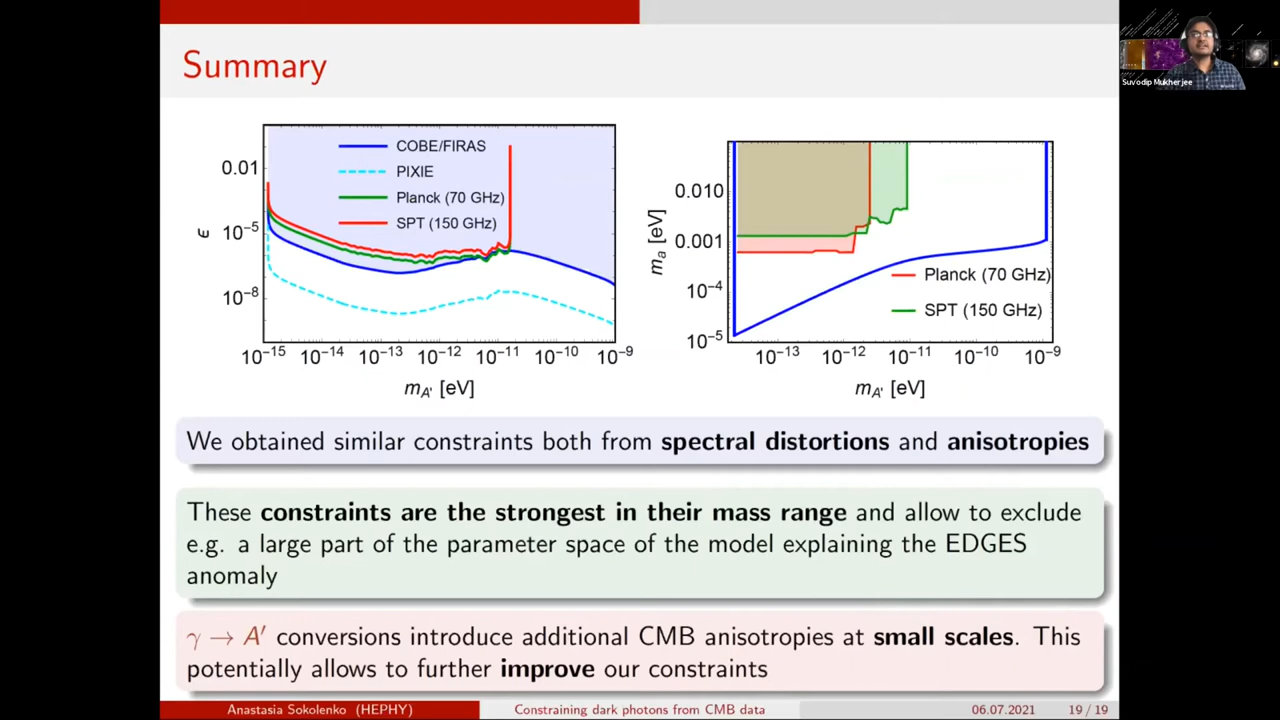 Summary
Suvodip Mukherjee
COBE/FIRAS
PIXIE
Planck (70 GHz)
SPT (150 GHz)
0.01
10⁻⁵
10⁻⁸
ϵ
10⁻¹⁵ 10⁻¹⁴ 10⁻¹³ 10⁻¹² 10⁻¹¹ 10⁻¹⁰ 10⁻⁹
m_A' [eV]
0.010
0.001
10⁻⁴
10⁻⁵
m_a [eV]
Planck (70 GHz)
SPT (150 GHz)
10⁻¹³ 10⁻¹² 10⁻¹¹ 10⁻¹⁰ 10⁻⁹
m_A' [eV]
We obtained similar constraints both from spectral distortions and anisotropies
These constraints are the strongest in their mass range and allow to exclude
e.g. a large part of the parameter space of the model explaining the EDGES
anomaly
γ → A′ conversions introduce additional CMB anisotropies at small scales. This
potentially allows to further improve our constraints
Anastasia Sokolenko (HEPHY) Constraining dark photons from CMB data 06.07.2021 19/19